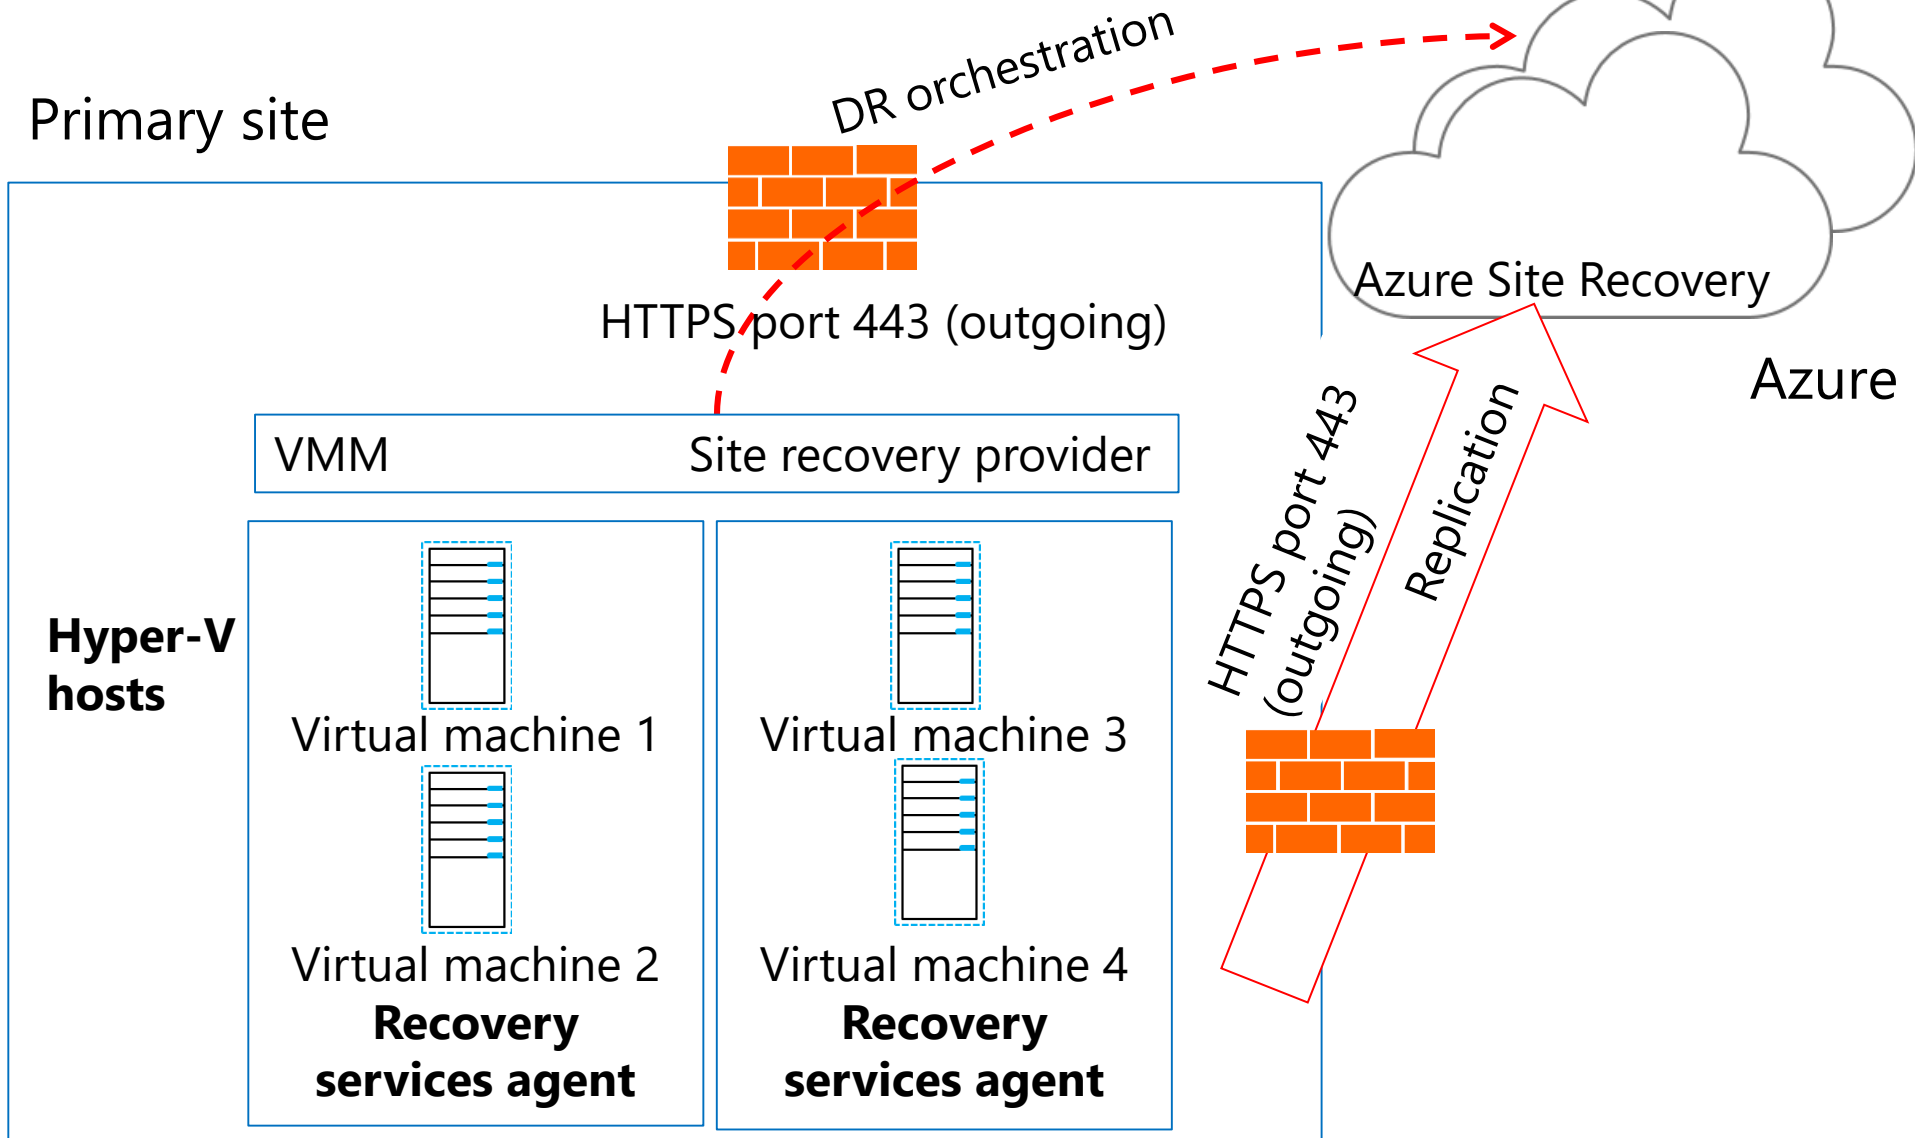 DR orchestration
Primary site
Azure Site Recovery
HTTPS port 443 (outgoing)
Azure
VMM
Site recovery provider
HTTPS port 443
(outgoing)
Replication
Hyper-V
hosts
Virtual machine 1
Virtual machine 3
Virtual machine 2
Virtual machine 4
Recovery
services agent
Recovery
services agent